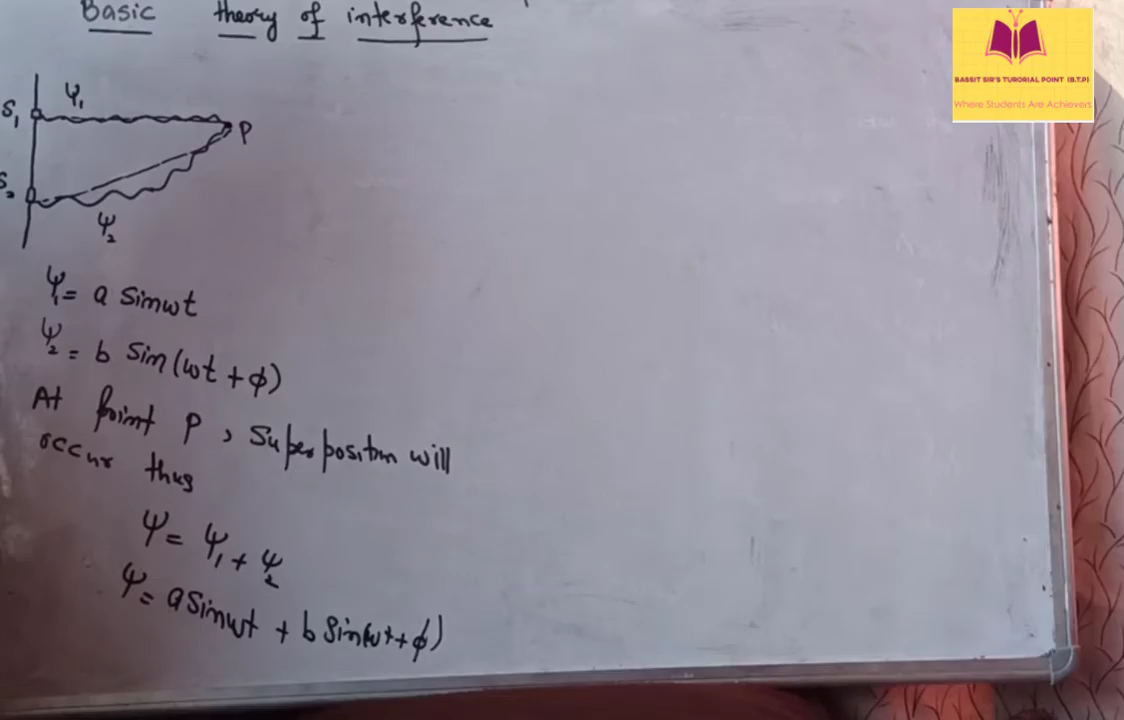 Basic theory of interference
BASSIT SIR'S TURORIAL POINT (B.T.P)
Where Students Are Achievers
S₁ ψ₁ P
S₂ ψ₂
ψ₁ = a Sinωt
ψ₂ = b Sin(ωt + ϕ)
At point P, Superposition will
occur thus
ψ = ψ₁ + ψ₂
ψ = a Sinωt + b Sin(ωt + ϕ)